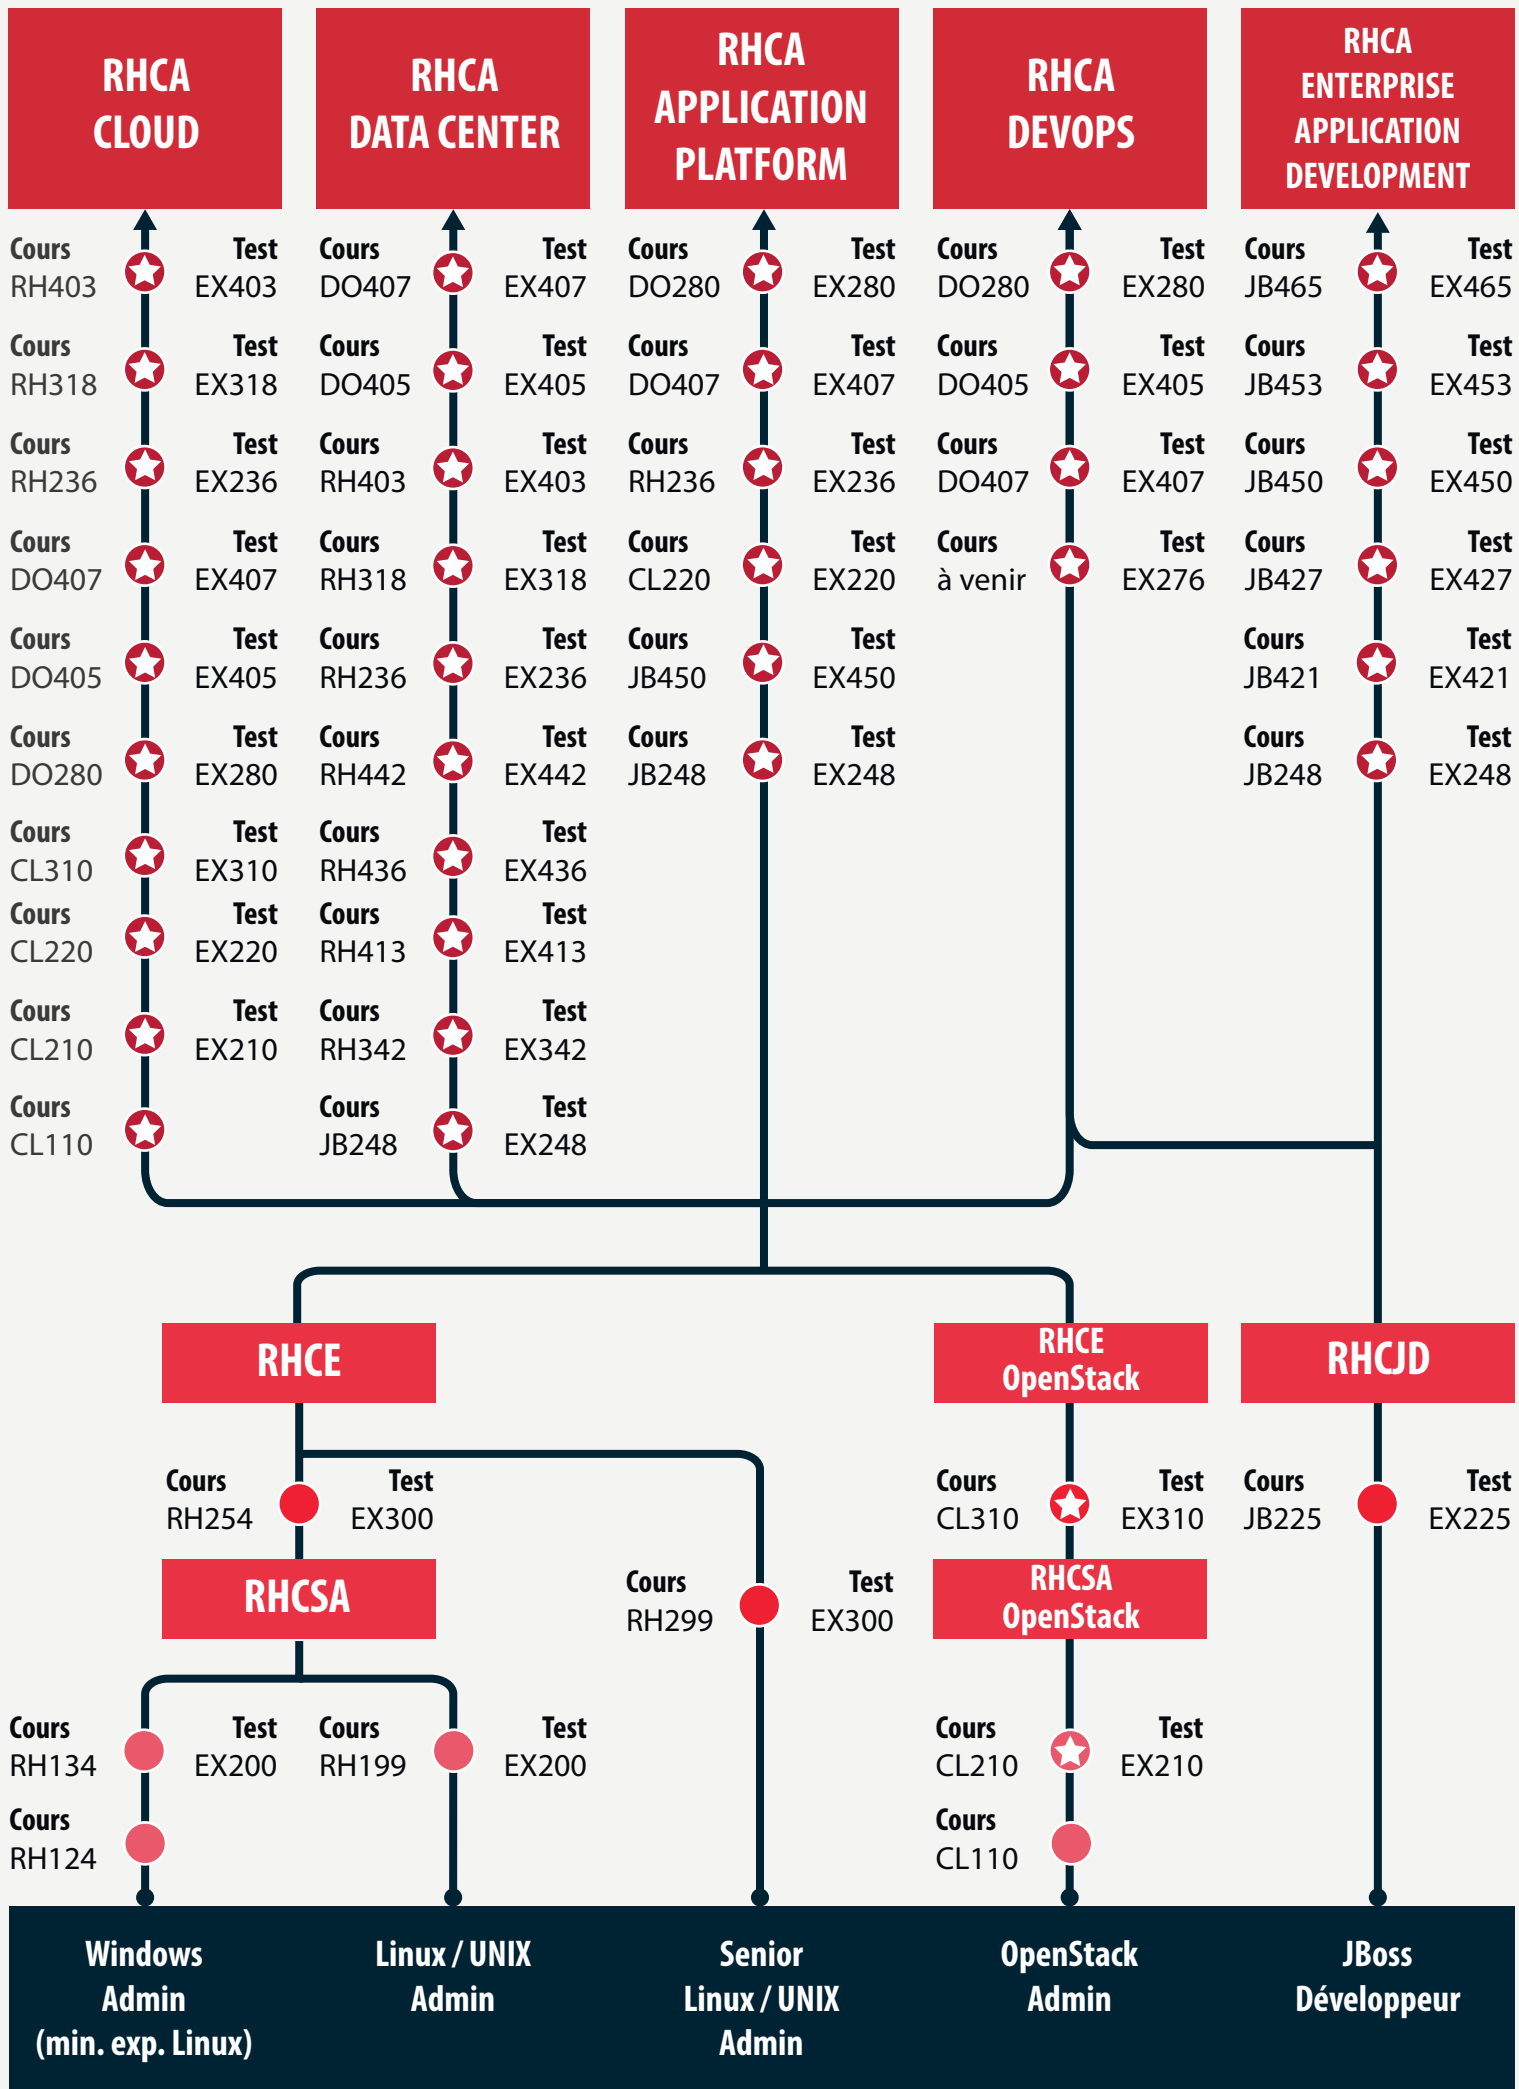 RHCA
CLOUD
RHCA
DATA CENTER
RHCA
APPLICATION
PLATFORM
RHCA
DEVOPS
RHCA
ENTERPRISE
APPLICATION
DEVELOPMENT
Cours Test
RH403 EX403
Cours Test
RH318 EX318
Cours Test
RH236 EX236
Cours Test
DO407 EX407
Cours Test
DO405 EX405
Cours Test
DO280 EX280
Cours Test
CL310 EX310
Cours Test
CL220 EX220
Cours Test
CL210 EX210
Cours
CL110
Cours Test
DO407 EX407
Cours Test
DO405 EX405
Cours Test
RH403 EX403
Cours Test
RH318 EX318
Cours Test
RH236 EX236
Cours Test
RH442 EX442
Cours Test
RH436 EX436
Cours Test
RH413 EX413
Cours Test
RH342 EX342
Cours Test
JB248 EX248
Cours Test
DO280 EX280
Cours Test
DO407 EX407
Cours Test
RH236 EX236
Cours Test
CL220 EX220
Cours Test
JB450 EX450
Cours Test
JB248 EX248
Cours Test
DO280 EX280
Cours Test
DO405 EX405
Cours Test
DO407 EX407
Cours Test
à venir EX276
Cours Test
JB465 EX465
Cours Test
JB453 EX453
Cours Test
JB450 EX450
Cours Test
JB427 EX427
Cours Test
JB421 EX421
Cours Test
JB248 EX248
RHCE
Cours Test
RH254 EX300
RHCSA
Cours Test
RH134 EX200
Cours
RH124
Cours Test
RH199 EX200
Cours Test
RH299 EX300
RHCE
OpenStack
Cours Test
CL310 EX310
RHCSA
OpenStack
Cours Test
CL210 EX210
Cours
CL110
RHCJD
Cours Test
JB225 EX225
Windows
Admin
(min. exp. Linux)
Linux / UNIX
Admin
Senior
Linux / UNIX
Admin
OpenStack
Admin
JBoss
Développeur